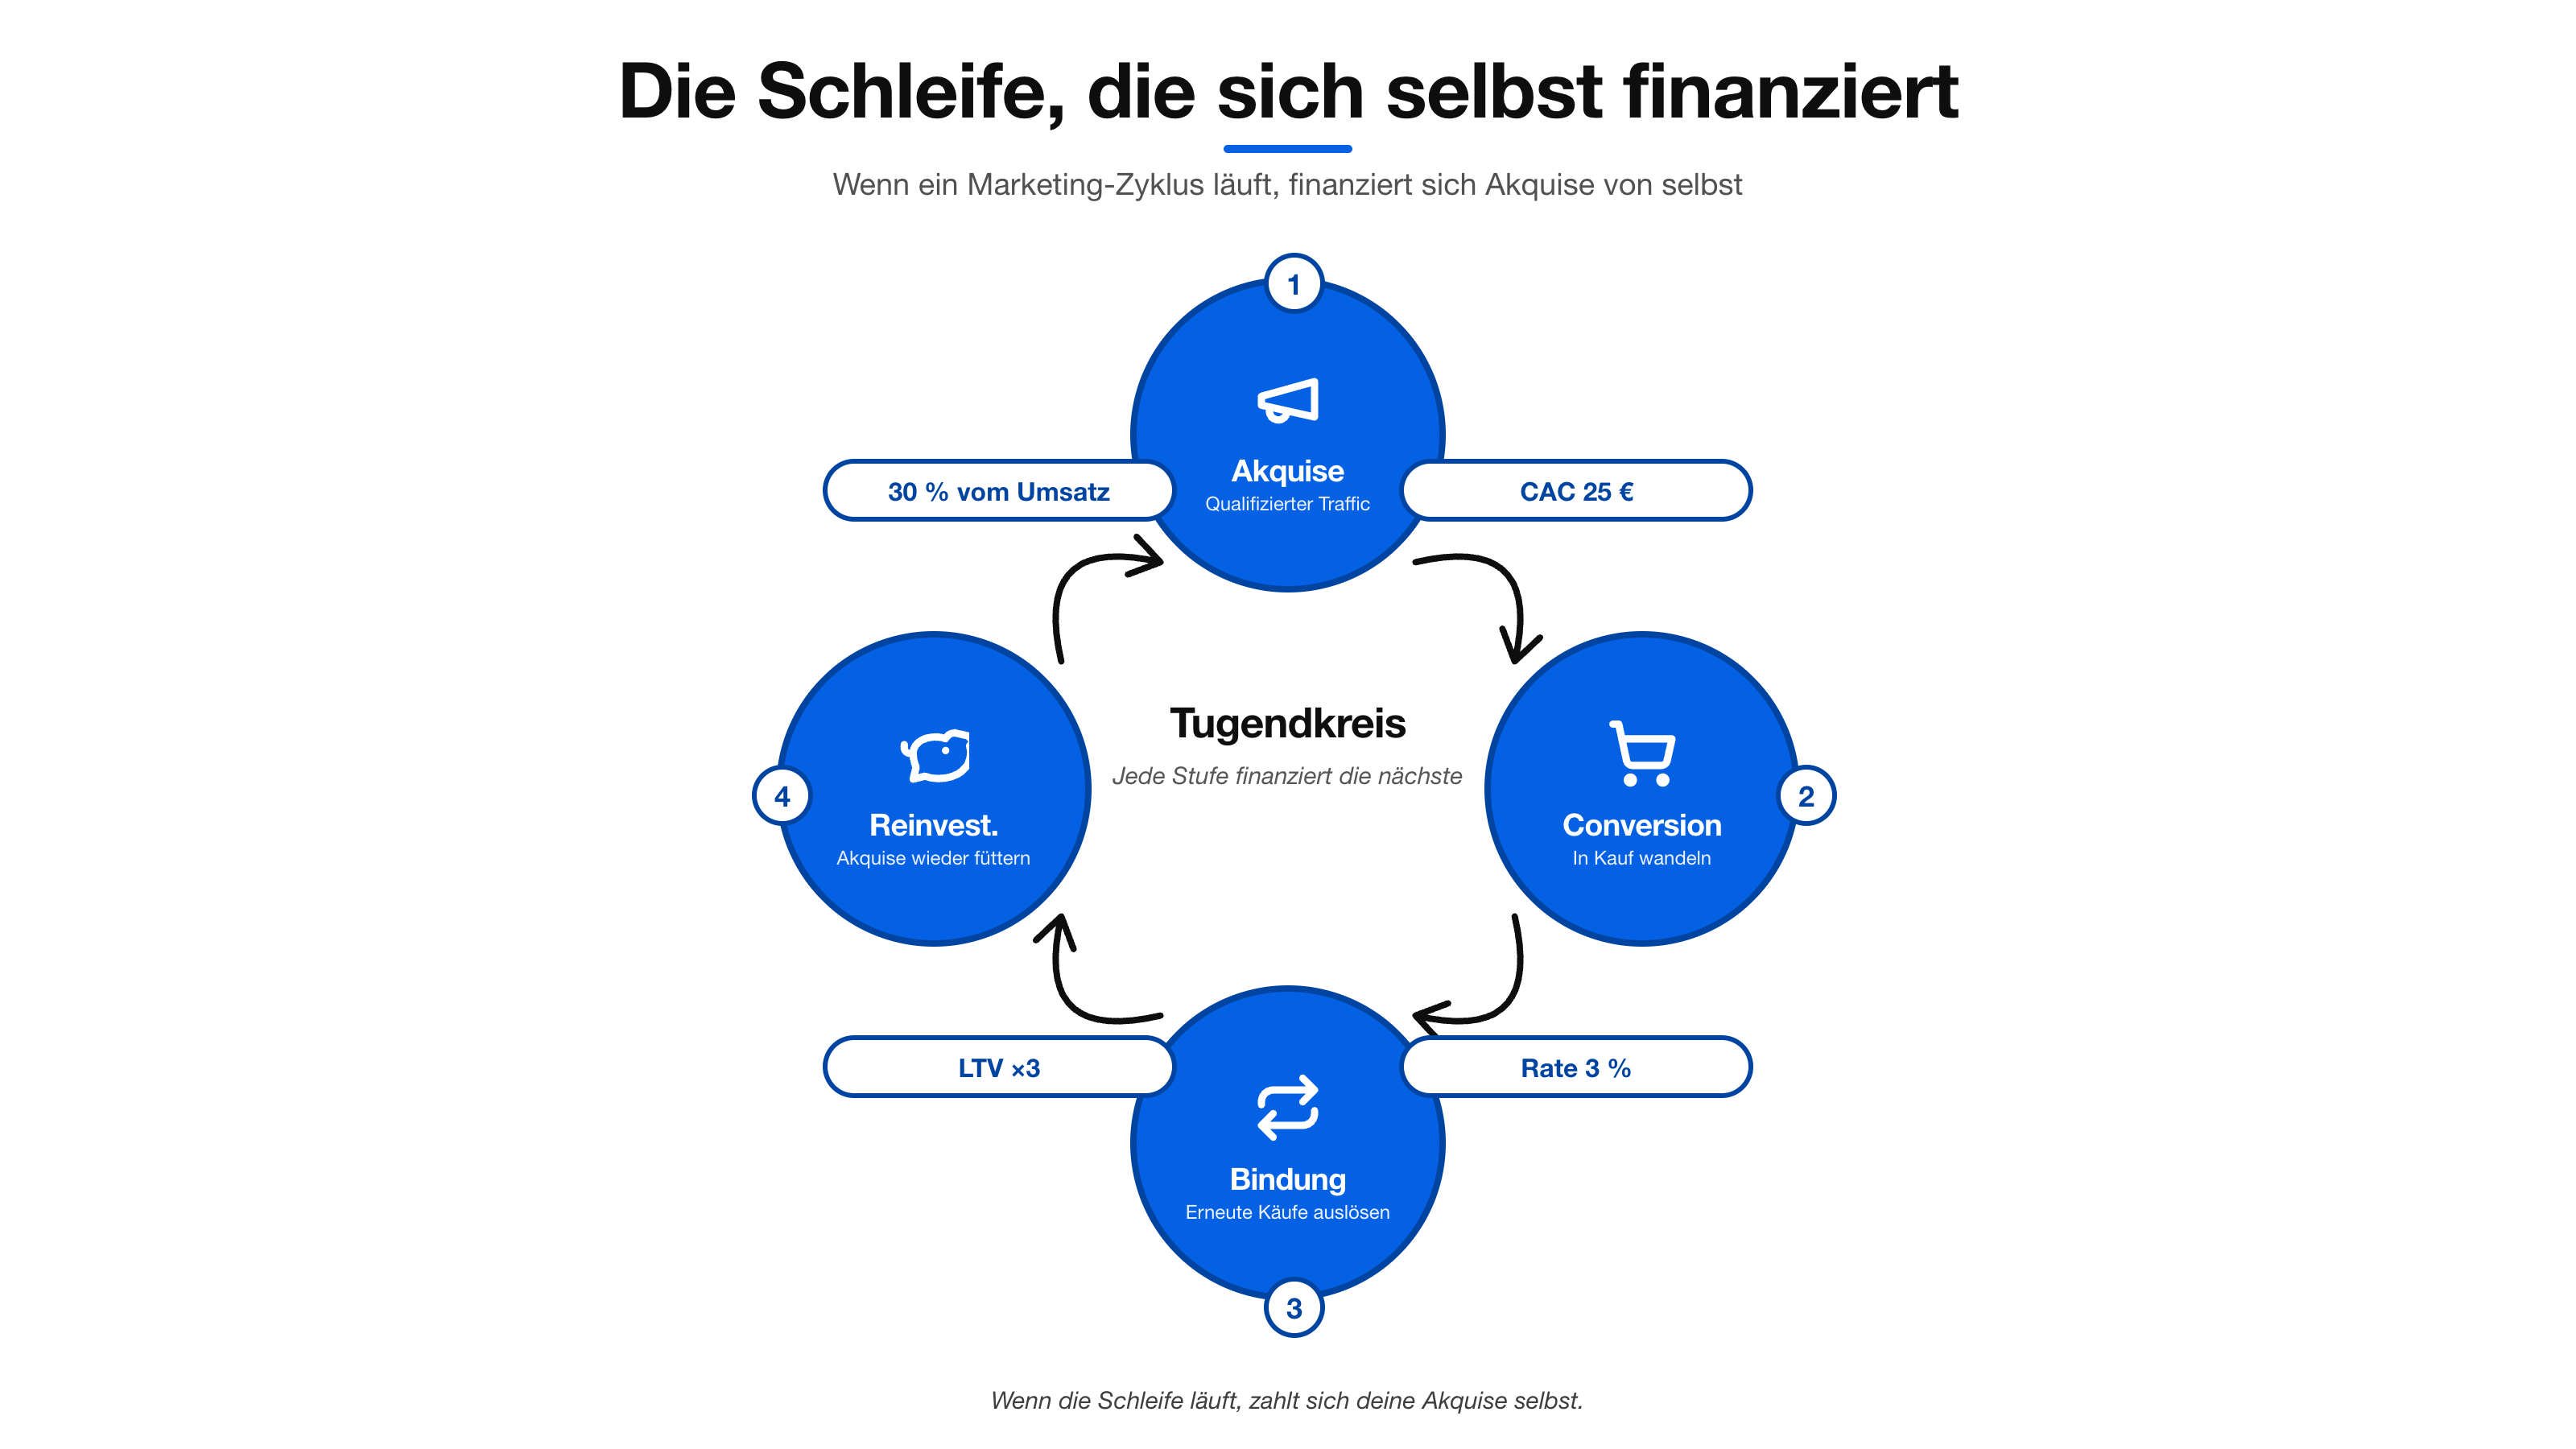 Die Schleife, die sich selbst finanziert
Wenn ein Marketing-Zyklus läuft, finanziert sich Akquise von selbst
1
Akquise
Qualifizierter Traffic
30 % vom Umsatz
CAC 25 €
Tugendkreis
Jede Stufe finanziert die nächste
4
Reinvest.
Akquise wieder füttern
Conversion
In Kauf wandeln
2
LTV ×3
Rate 3 %
Bindung
Erneute Käufe auslösen
3
Wenn die Schleife läuft, zahlt sich deine Akquise selbst.